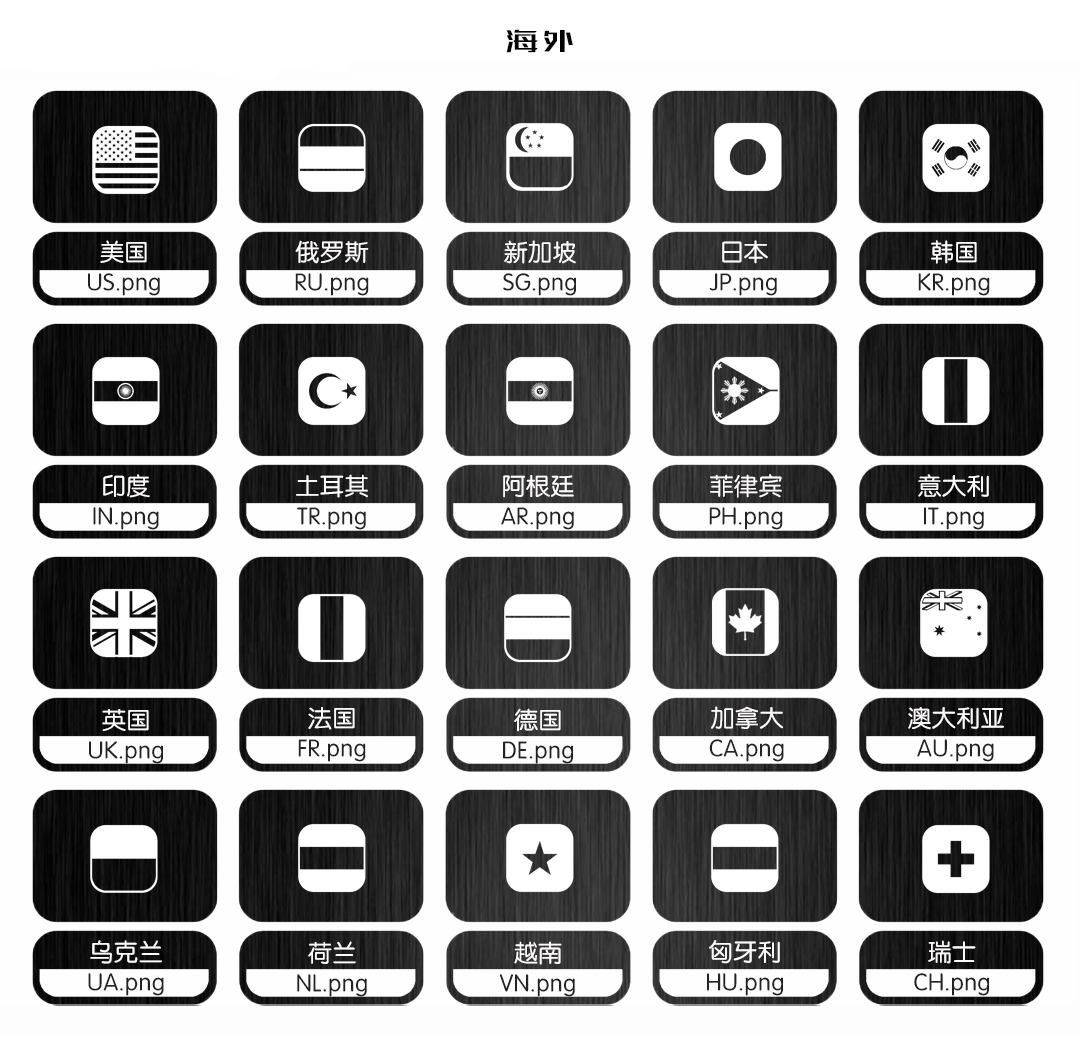 海外
美国
US.png
俄罗斯
RU.png
新加坡
SG.png
日本
JP.png
韩国
KR.png
印度
IN.png
土耳其
TR.png
阿根廷
AR.png
菲律宾
PH.png
意大利
IT.png
英国
UK.png
法国
FR.png
德国
DE.png
加拿大
CA.png
澳大利亚
AU.png
乌克兰
UA.png
荷兰
NL.png
越南
VN.png
匈牙利
HU.png
瑞士
CH.png